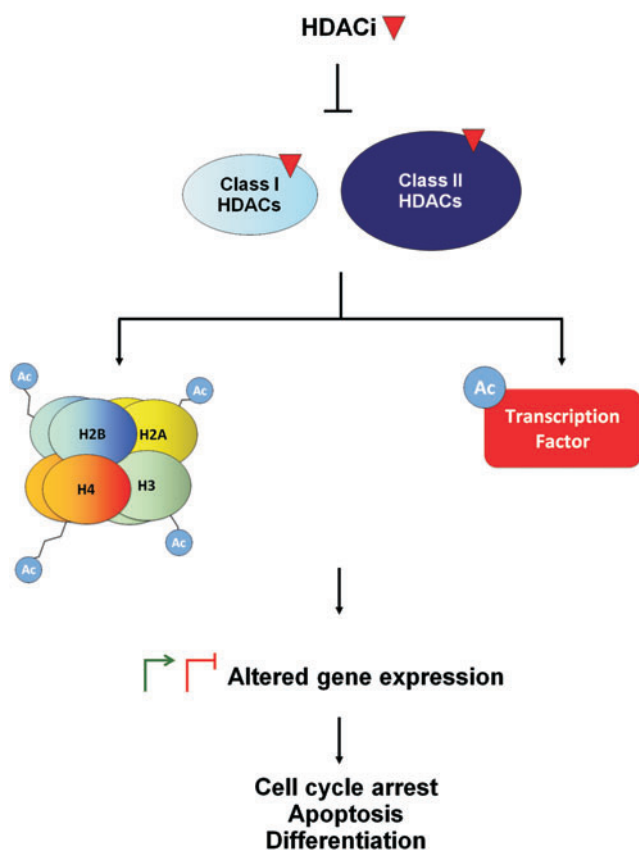 HDACi
Class I
HDACs
Class II
HDACs
Ac
Ac
Ac
H2B
H2A
Transcription
Factor
H4
H3
Ac
Ac
Altered gene expression
Cell cycle arrest
Apoptosis
Differentiation